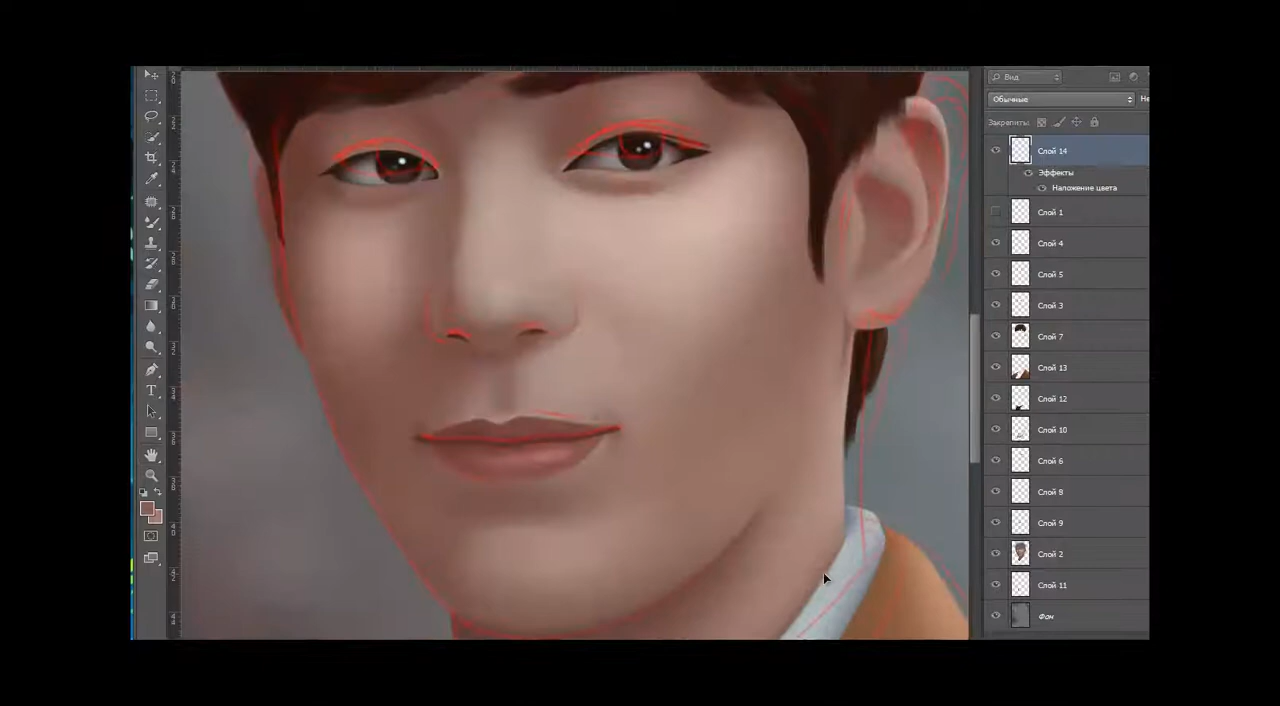 Вид
Обычные
Не
Закрепить:
Слой 14
Эффекты
Наложение цвета
Слой 1
Слой 4
Слой 5
Слой 3
Слой 7
Слой 13
Слой 12
Слой 10
Слой 6
Слой 8
Слой 9
Слой 2
Слой 11
Фон